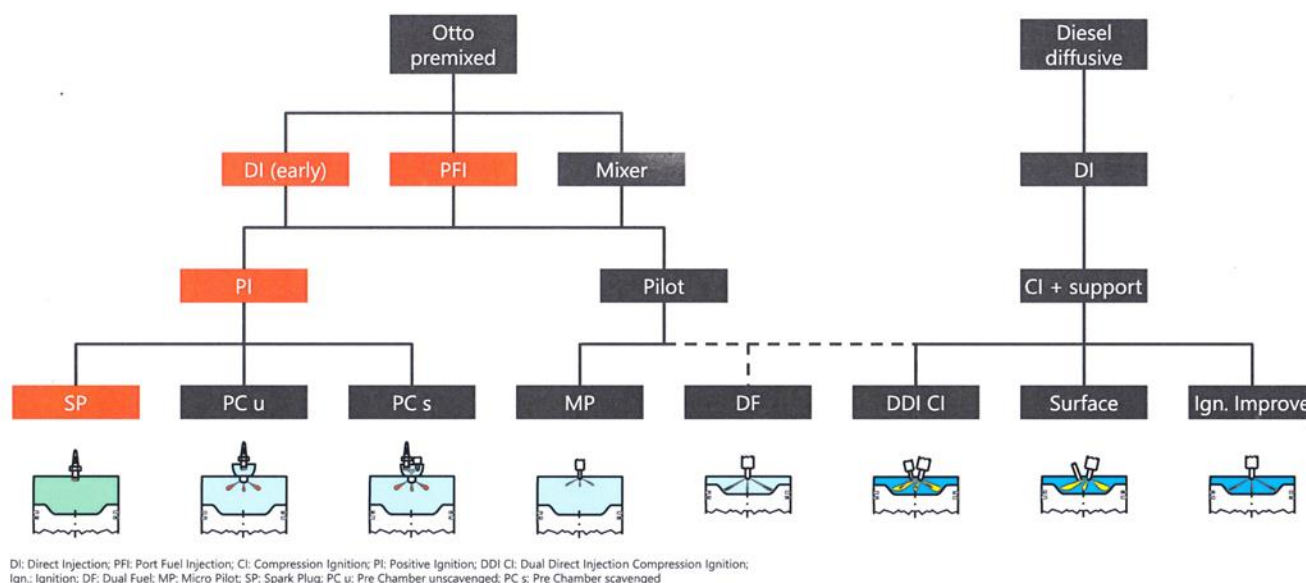 Otto
premixed
Diesel
diffusive
DI (early)
PFI
Mixer
DI
PI
Pilot
CI + support
SP
PC u
PC s
MP
DF
DDI CI
Surface
Ign. Improve
DI: Direct Injection; PFI: Port Fuel Injection; CI: Compression Ignition; PI: Positive Ignition; DDI CI: Dual Direct Injection Compression Ignition;
Ign.: Ignition; DF: Dual Fuel; MP: Micro Pilot; SP: Spark Plug; PC u: Pre Chamber unscavenged; PC s: Pre Chamber scavenged